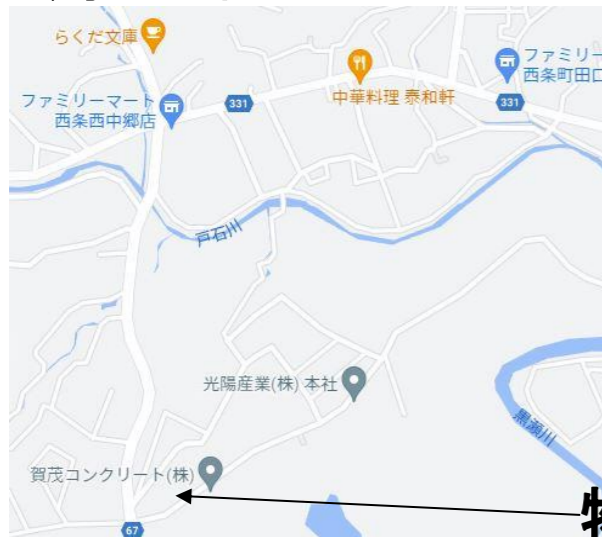 らくだ文庫
ファミリーマート
西条西中郷店
331
中華料理 泰和軒
ファミリー
西条町田口
331
戸石川
光陽産業(株) 本社
黒瀬川
賀茂コンクリート(株)
67